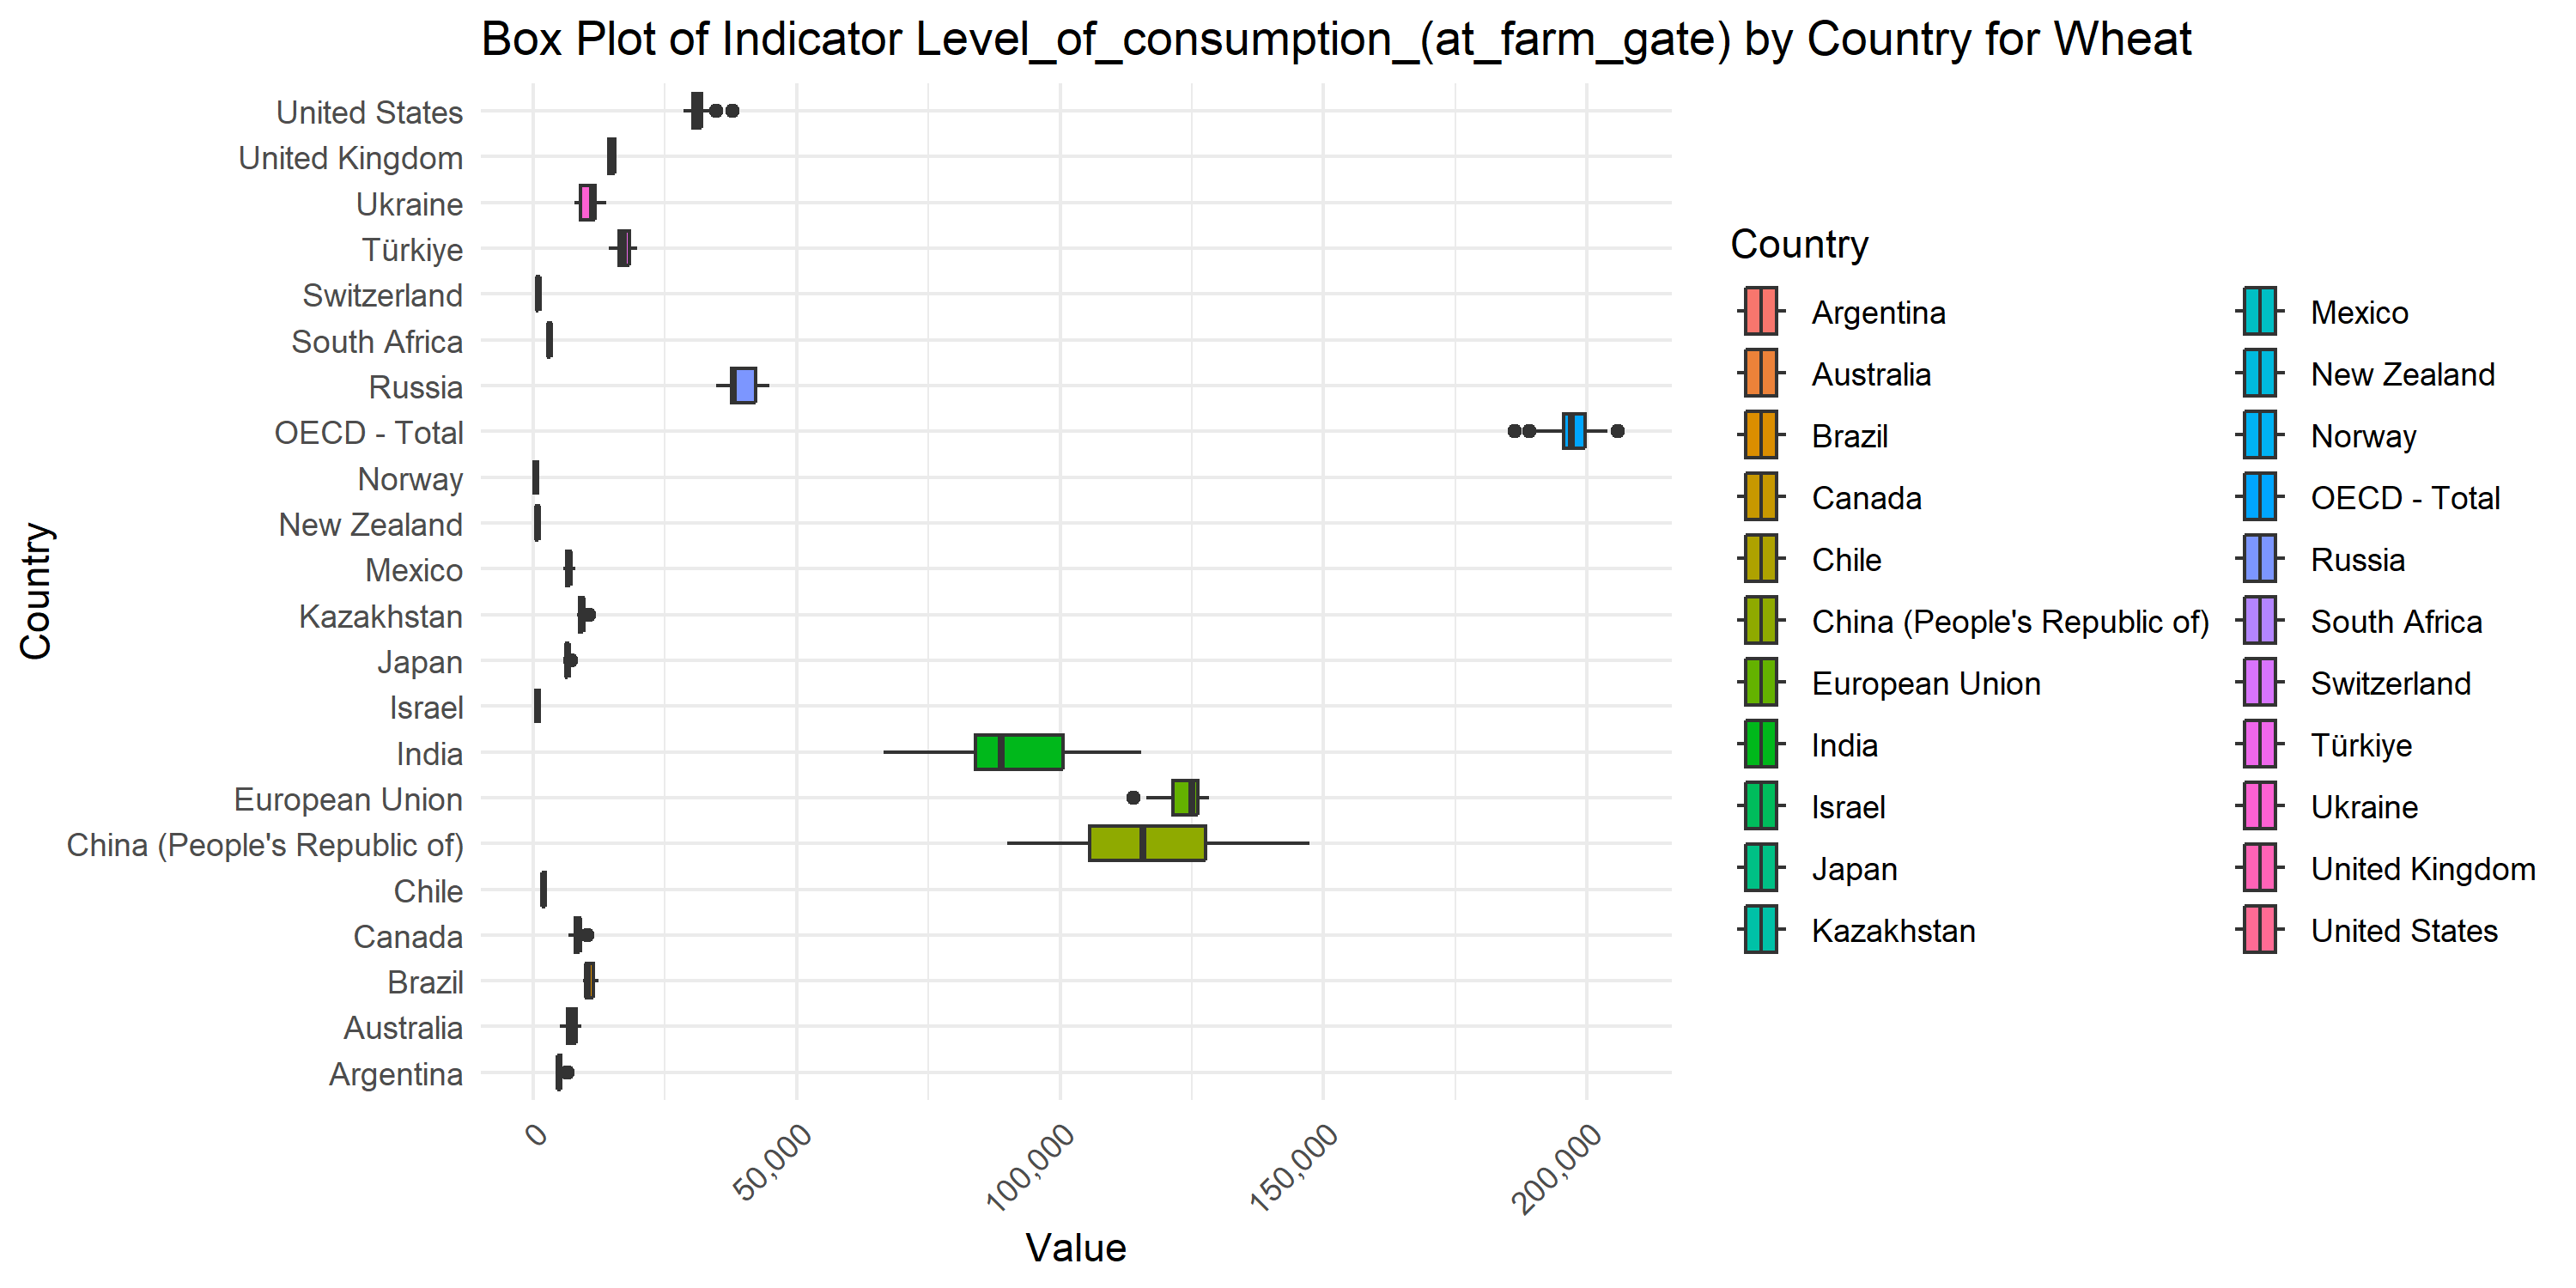 Box Plot of Indicator Level_of_consumption_(at_farm_gate) by Country for Wheat
Country
United States
United Kingdom
Ukraine
Türkiye
Switzerland
South Africa
Russia
OECD - Total
Norway
New Zealand
Mexico
Kazakhstan
Japan
Israel
India
European Union
China (People's Republic of)
Chile
Canada
Brazil
Australia
Argentina
0
50,000
100,000
150,000
200,000
Value
Country
Argentina
Australia
Brazil
Canada
Chile
China (People's Republic of)
European Union
India
Israel
Japan
Kazakhstan
Mexico
New Zealand
Norway
OECD - Total
Russia
South Africa
Switzerland
Türkiye
Ukraine
United Kingdom
United States